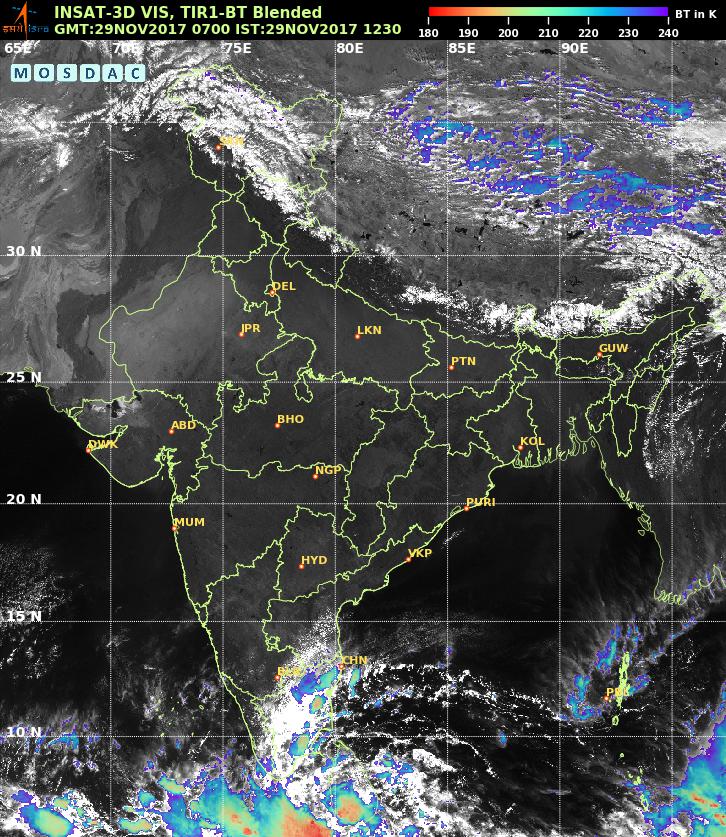 INSAT-3D VIS, TIR1-BT Blended
GMT:29NOV2017 0700 IST:29NOV2017 1230
BT in K
180 190 200 210 220 230 240
65E 70E 75E 80E 85E 90E
MOSDAC
30 N
DEL
JPR
LKN
GUW
PTN
25 N
BHO
ABD
DWK
KOL
NGP
20 N
PURI
MUM
VKP
HYD
15 N
CHN
10 N